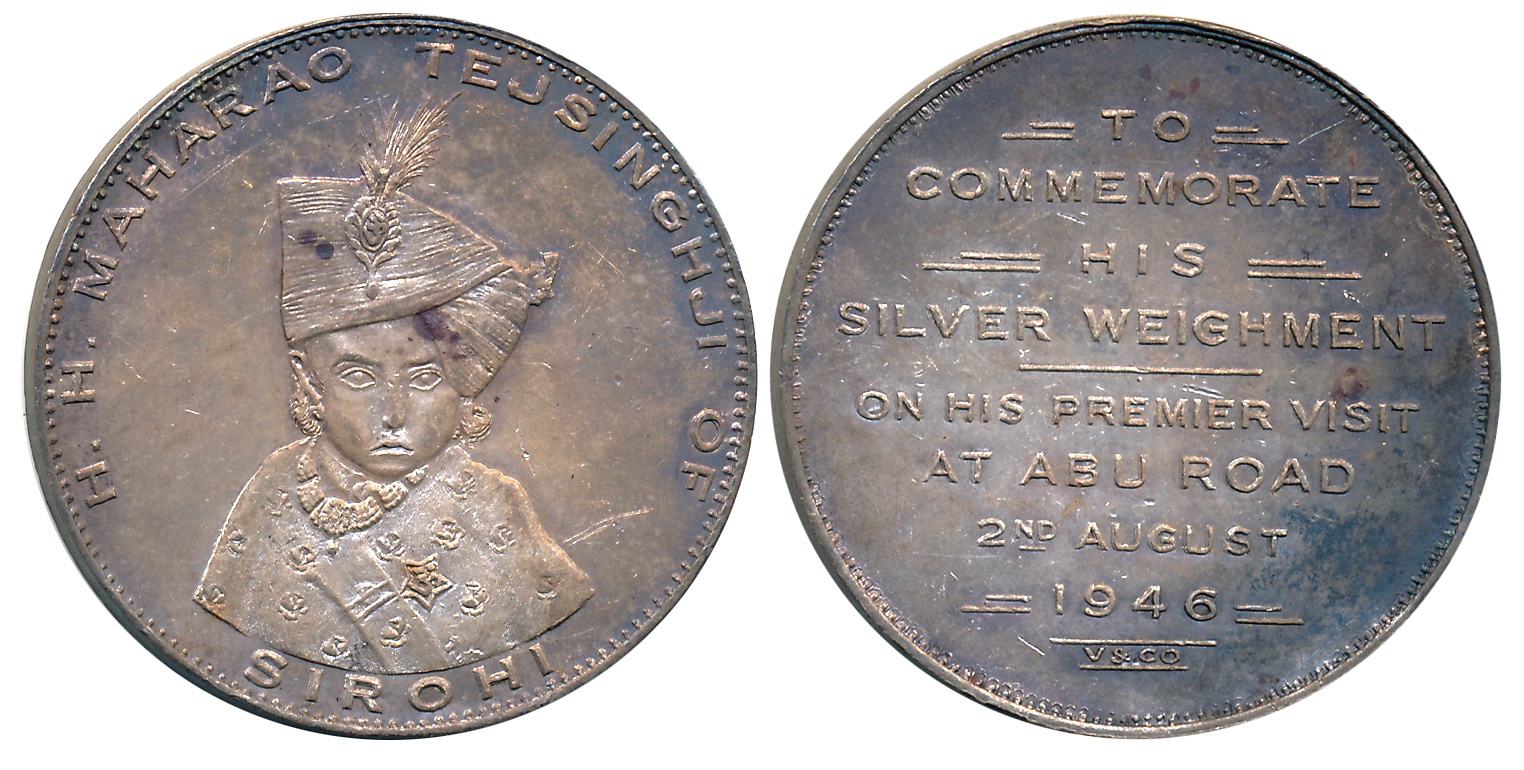 H. H. MAHARAO TEJSINGHJI OF
SIROHI
TO
COMMEMORATE
HIS
SILVER WEIGHMENT
ON HIS PREMIER VISIT
AT ABU ROAD
2ND AUGUST
1946
V & CO